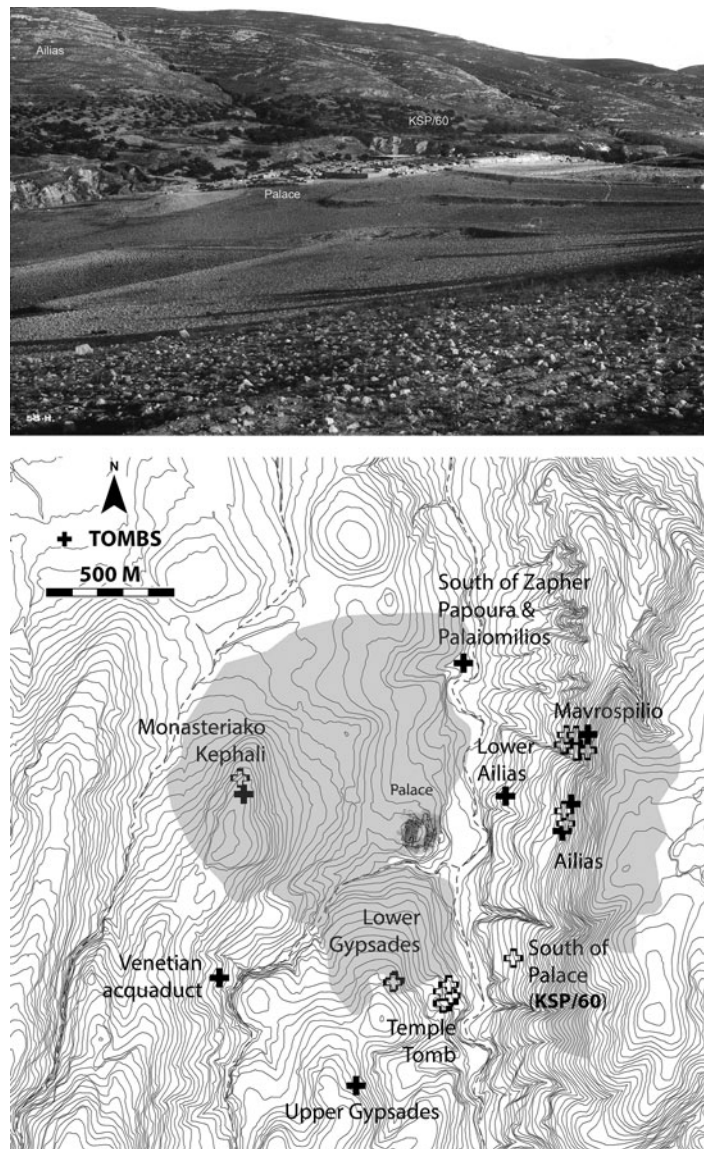 Ailias
KSP/60
Palace
N
TOMBS
500 M
South of Zapher
Papoura &
Palaiomilios
Mavrospilio
Monasteriako
Kephali
Lower
Ailias
Palace
Ailias
Lower
Gypsades
South of
Palace
(KSP/60)
Venetian
acquaduct
Temple
Tomb
Upper Gypsades